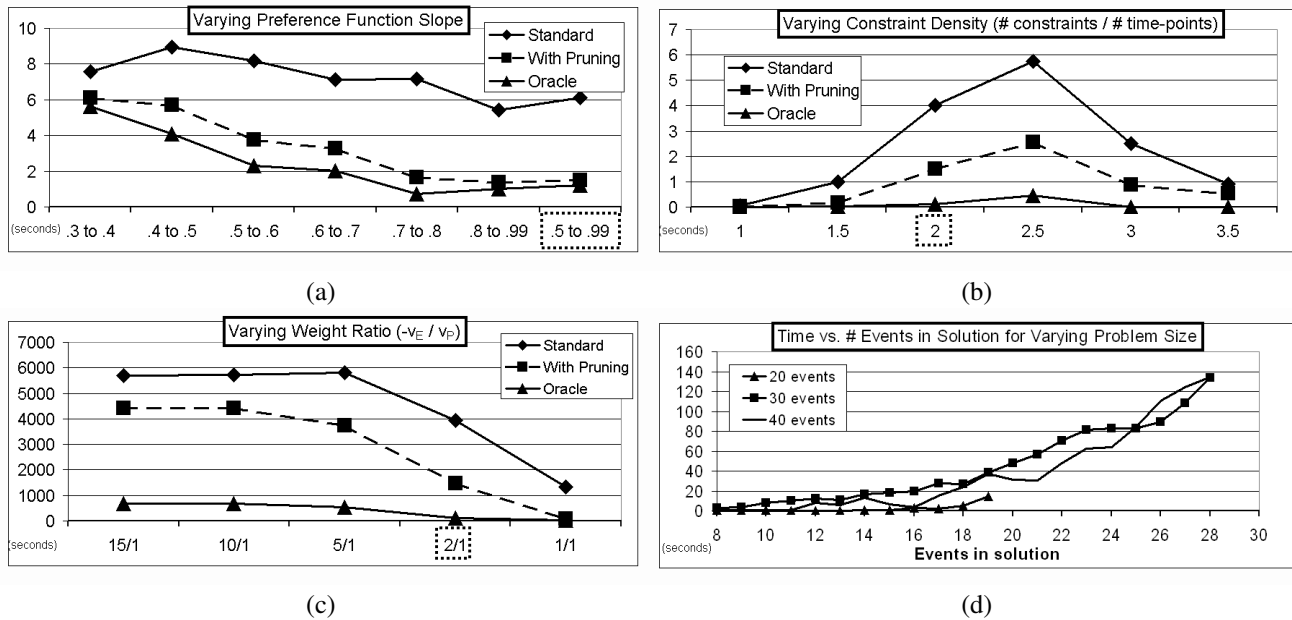 Varying Preference Function Slope
10
8
6
4
2
0
Standard
With Pruning
Oracle
(seconds) .3 to .4 .4 to .5 .5 to .6 .6 to .7 .7 to .8 .8 to .99 .5 to .99
(a)
Varying Constraint Density (# constraints / # time-points)
7
6
5
4
3
2
1
0
Standard
With Pruning
Oracle
(seconds) 1 1.5 2 2.5 3 3.5
(b)
Varying Weight Ratio (-vE / vP)
7000
6000
5000
4000
3000
2000
1000
0
Standard
With Pruning
Oracle
(seconds) 15/1 10/1 5/1 2/1 1/1
(c)
Time vs. # Events in Solution for Varying Problem Size
160
140
120
100
80
60
40
20
0
20 events
30 events
40 events
8 10 12 14 16 18 20 22 24 26 28 30
(seconds) Events in solution
(d)